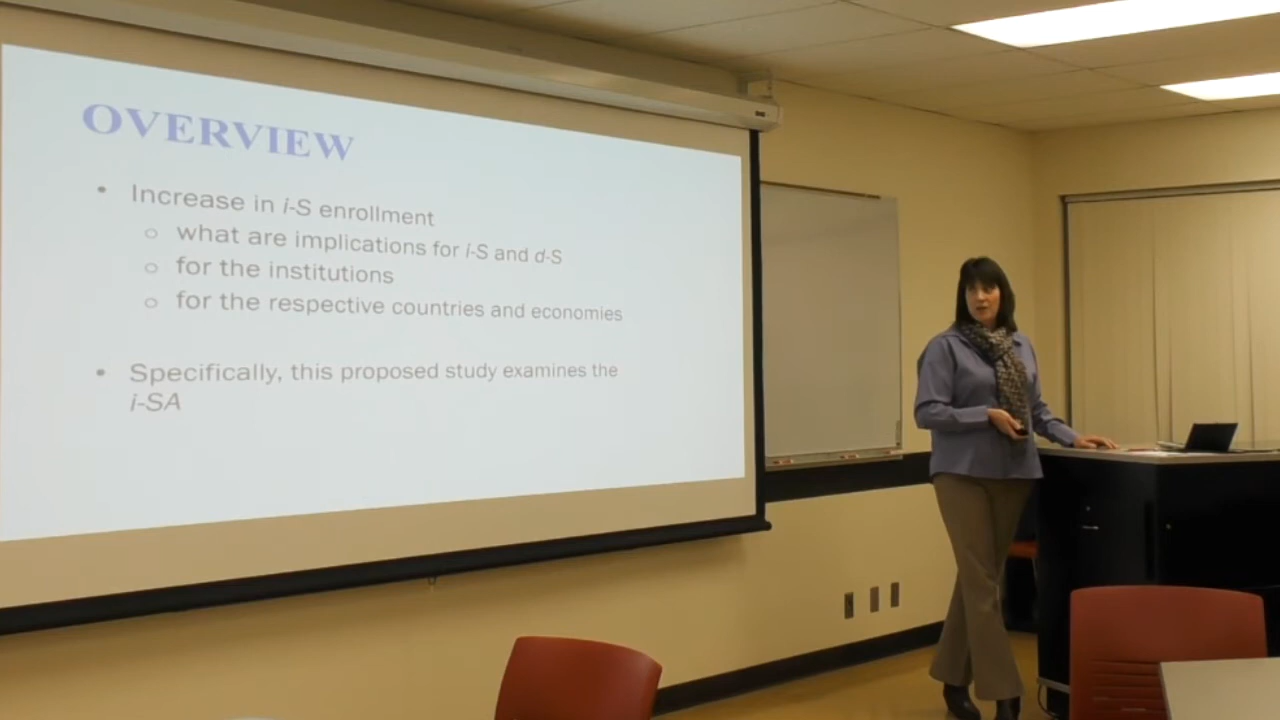 OVERVIEW
• Increase in i-S enrollment
○ what are implications for i-S and d-S
○ for the institutions
○ for the respective countries and economies
• Specifically, this proposed study examines the
i-SA